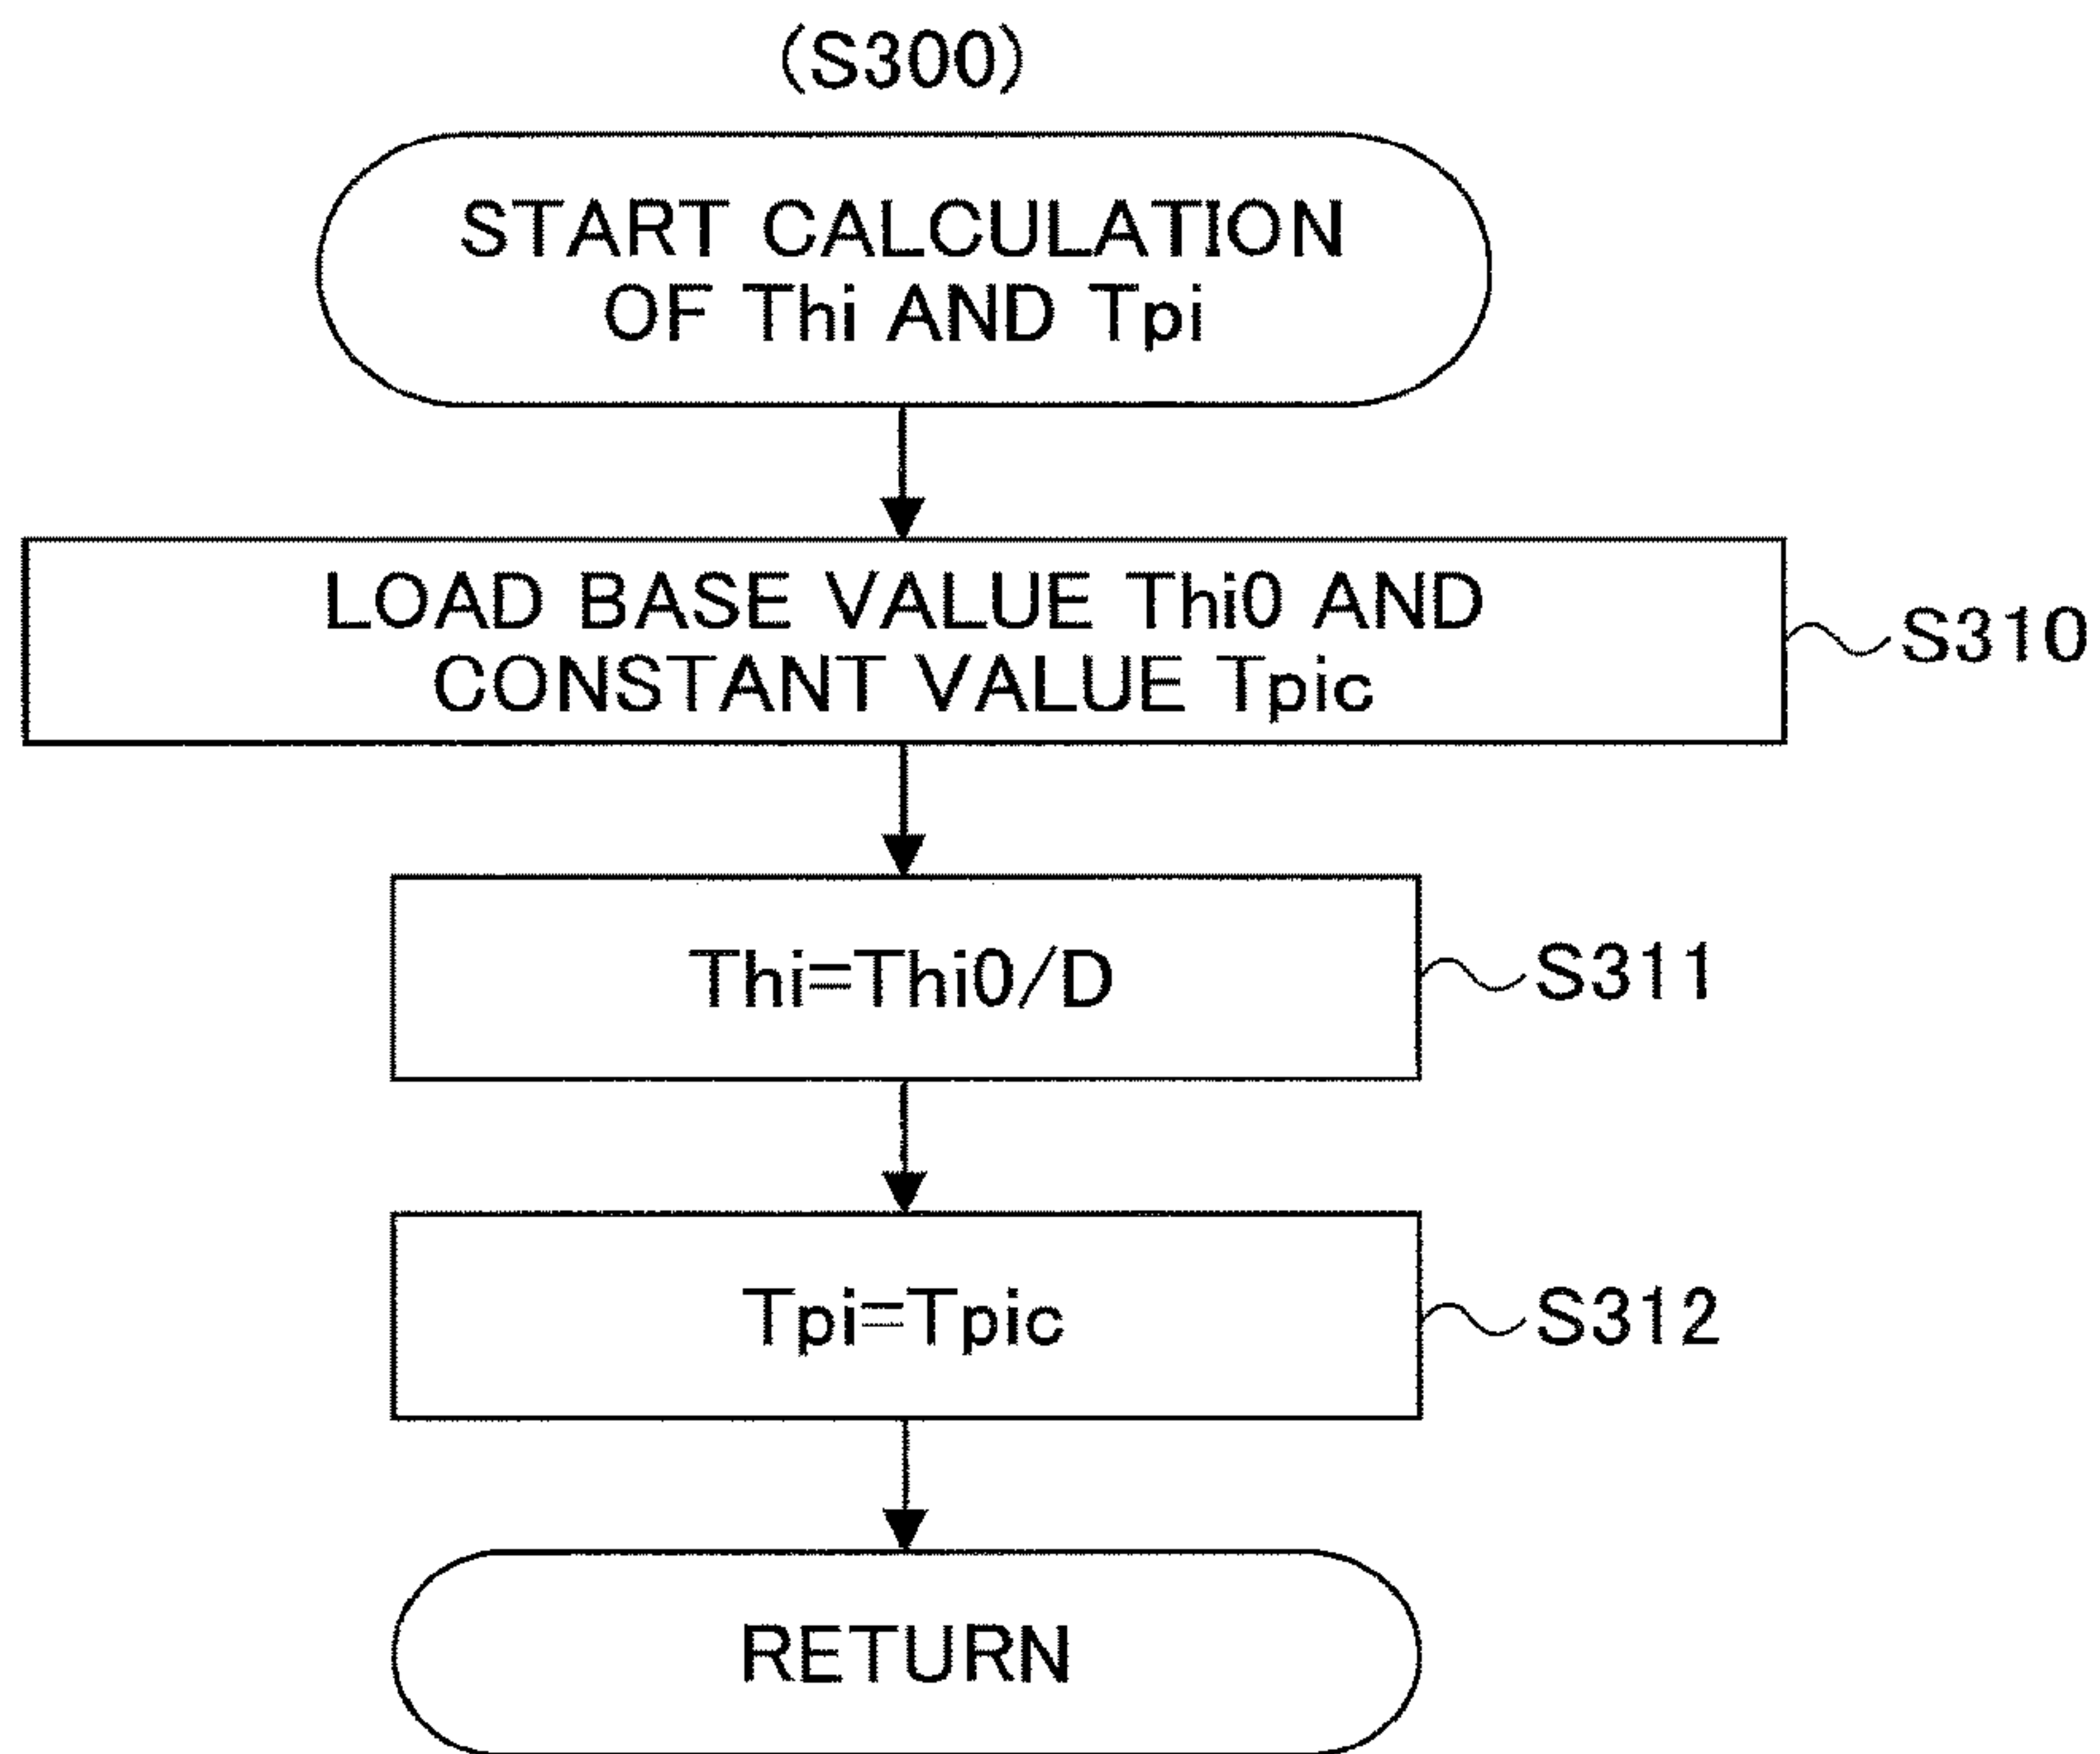 (S300)
START CALCULATION
OF Thi AND Tpi
LOAD BASE VALUE Thi0 AND
CONSTANT VALUE Tpic
S310
Thi=Thi0/D
S311
Tpi=Tpic
S312
RETURN